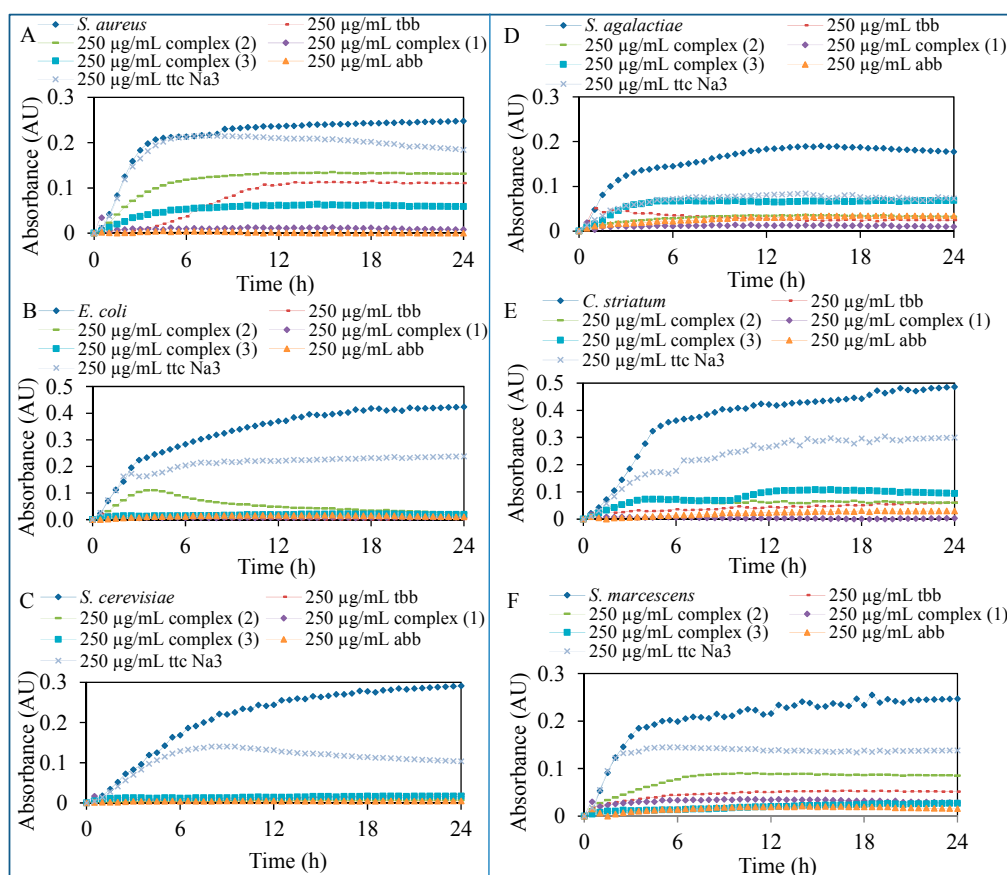 A
S. aureus
250 µg/mL tbb
250 µg/mL complex (2)
250 µg/mL complex (1)
250 µg/mL complex (3)
250 µg/mL abb
250 µg/mL ttc Na3
Absorbance (AU)
0.3
0.2
0.1
0
0 6 12 18 24
Time (h)
B
E. coli
250 µg/mL tbb
250 µg/mL complex (2)
250 µg/mL complex (1)
250 µg/mL complex (3)
250 µg/mL abb
250 µg/mL ttc Na3
Absorbance (AU)
0.5
0.4
0.3
0.2
0.1
0.0
0 6 12 18 24
Time (h)
C
S. cerevisiae
250 µg/mL tbb
250 µg/mL complex (2)
250 µg/mL complex (1)
250 µg/mL complex (3)
250 µg/mL abb
250 µg/mL ttc Na3
Absorbance (AU)
0.3
0.2
0.1
0
0 6 12 18 24
Time (h)
D
S. agalactiae
250 µg/mL tbb
250 µg/mL complex (2)
250 µg/mL complex (1)
250 µg/mL complex (3)
250 µg/mL abb
250 µg/mL ttc Na3
Absorbance (AU)
0.3
0.2
0.1
0
0 6 12 18 24
Time (h)
E
C. striatum
250 µg/mL tbb
250 µg/mL complex (2)
250 µg/mL complex (1)
250 µg/mL complex (3)
250 µg/mL abb
250 µg/mL ttc Na3
Absorbance (AU)
0.5
0.4
0.3
0.2
0.1
0
0 6 12 18 24
Time (h)
F
S. marcescens
250 µg/mL tbb
250 µg/mL complex (2)
250 µg/mL complex (1)
250 µg/mL complex (3)
250 µg/mL abb
250 µg/mL ttc Na3
Absorbance (AU)
0.3
0.2
0.1
0
0 6 12 18 24
Time (h)